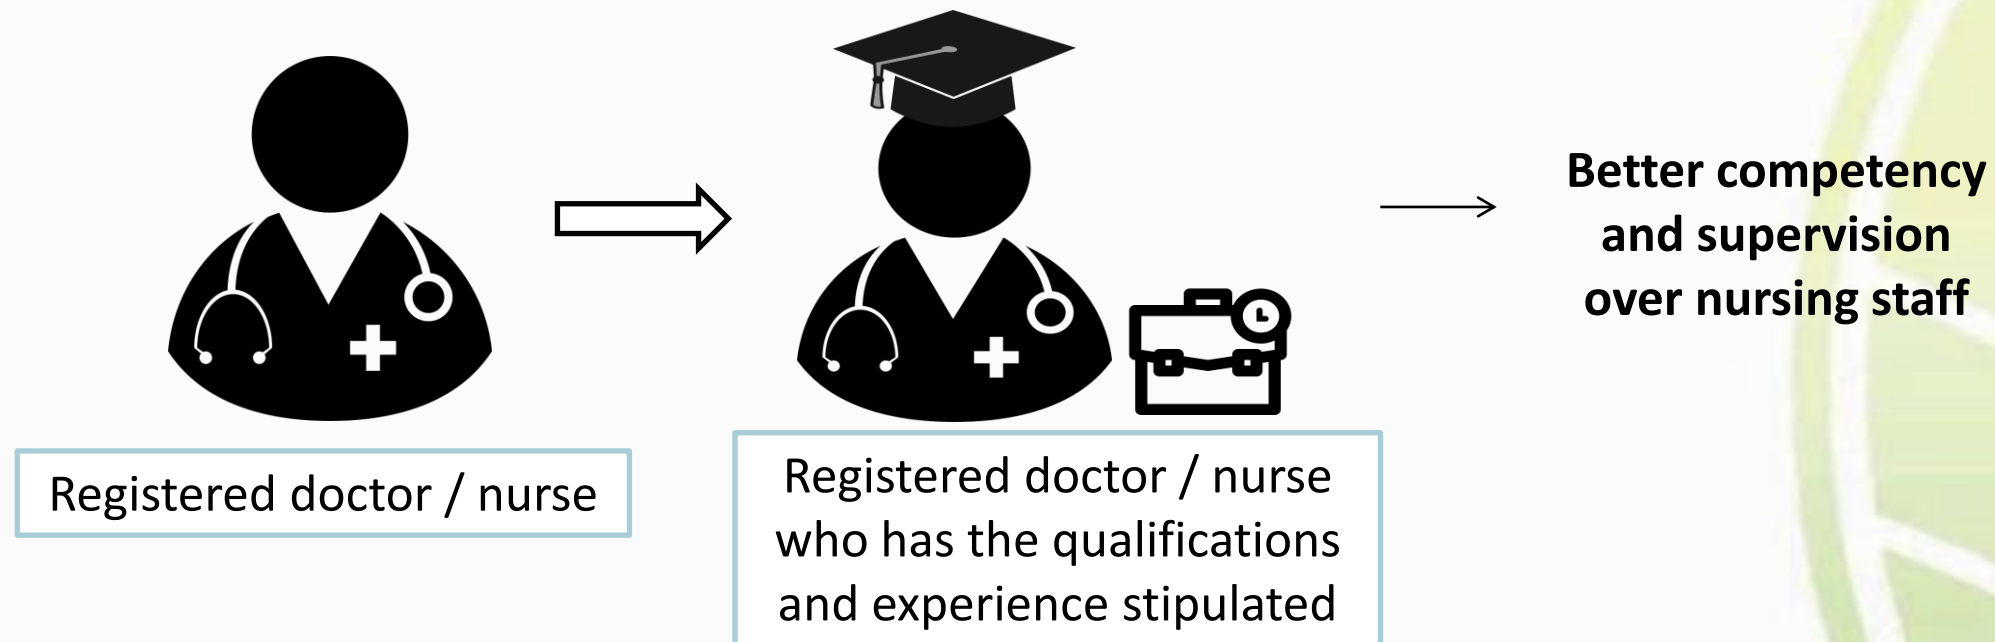 Registered doctor / nurse
Registered doctor / nurse
who has the qualifications
and experience stipulated
Better competency
and supervision
over nursing staff